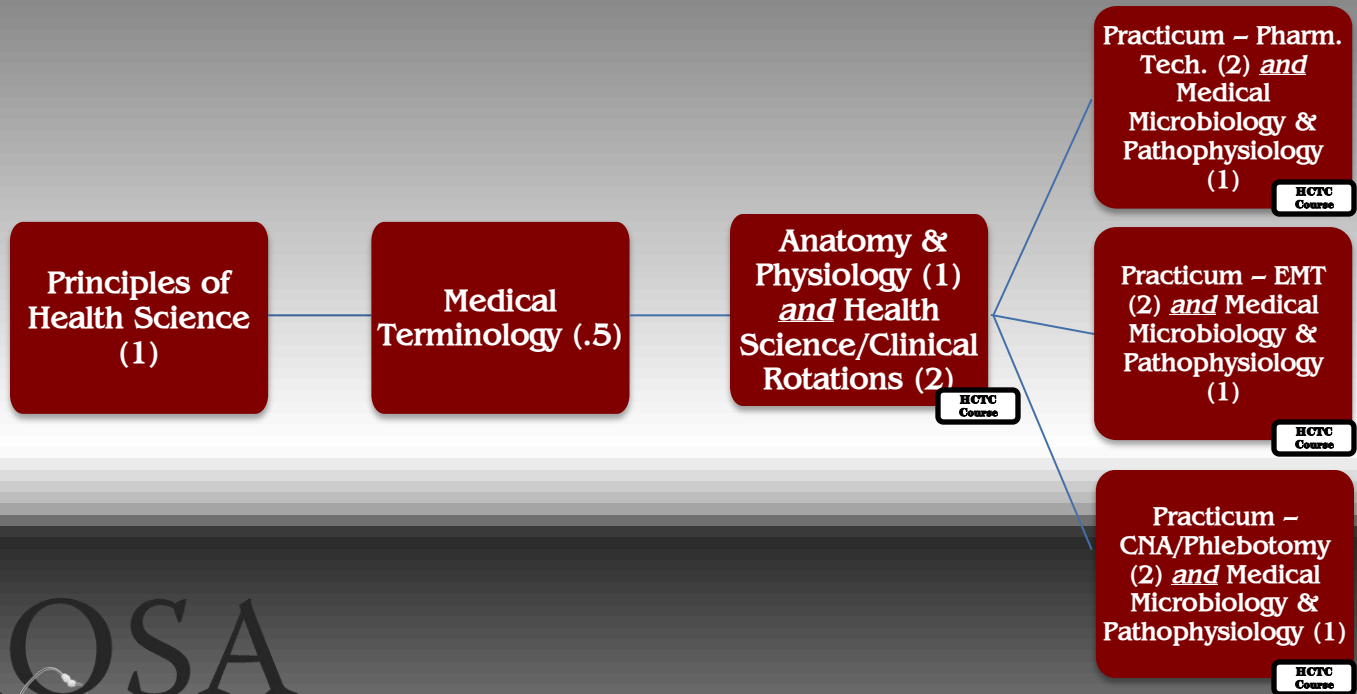 Principles of
Health Science
(1)
Medical
Terminology (.5)
Anatomy &
Physiology (1)
and Health
Science/Clinical
Rotations (2)
HCTC
Course
Practicum – Pharm.
Tech. (2) and
Medical
Microbiology &
Pathophysiology
(1)
HCTC
Course
Practicum – EMT
(2) and Medical
Microbiology &
Pathophysiology
(1)
HCTC
Course
Practicum –
CNA/Phlebotomy
(2) and Medical
Microbiology &
Pathophysiology (1)
HCTC
Course
OSA